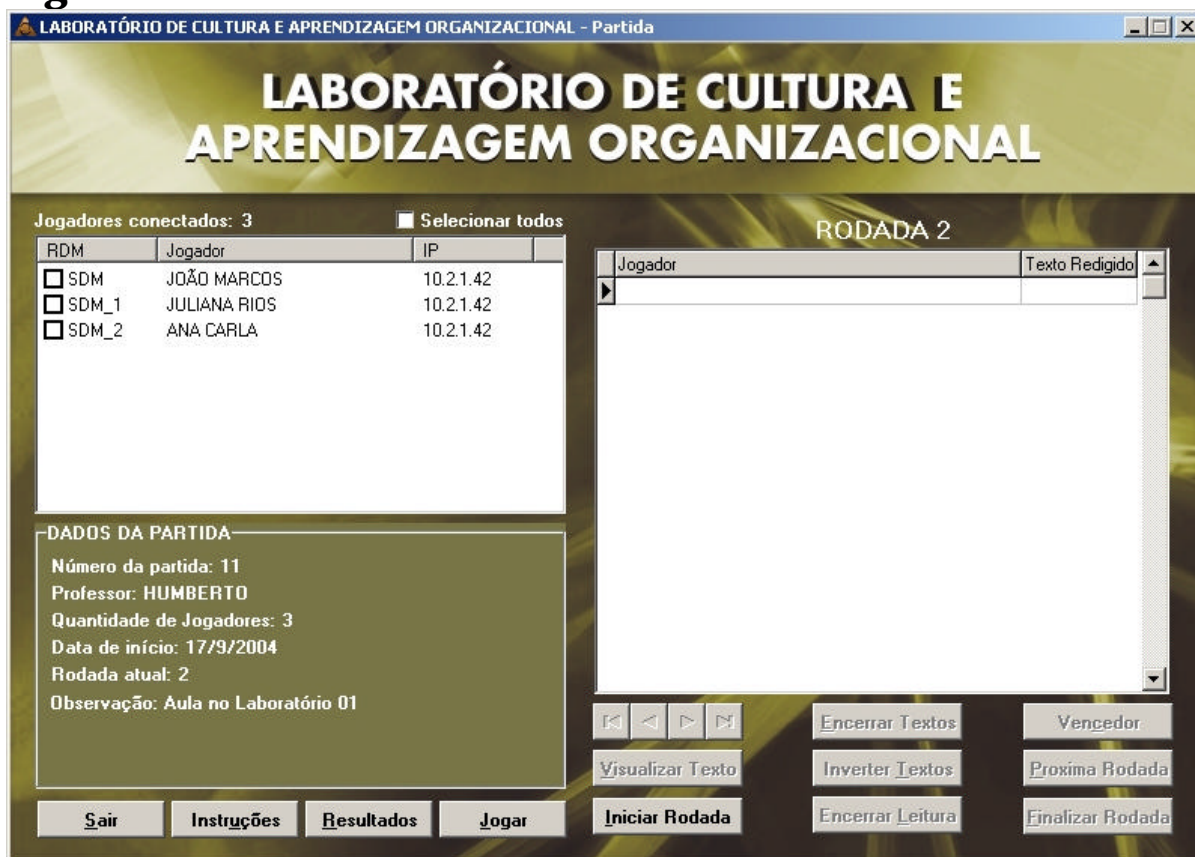 LABORATÓRIO DE CULTURA E APRENDIZAGEM ORGANIZACIONAL - Partida
LABORATÓRIO DE CULTURA E
APRENDIZAGEM ORGANIZACIONAL
Jogadores conectados: 3
Selecionar todos
RDM Jogador IP
SDM JOÃO MARCOS 10.2.1.42
SDM_1 JULIANA RIOS 10.2.1.42
SDM_2 ANA CARLA 10.2.1.42
DADOS DA PARTIDA
Número da partida: 11
Professor: HUMBERTO
Quantidade de Jogadores: 3
Data de início: 17/9/2004
Rodada atual: 2
Observação: Aula no Laboratório 01
Sair Instruções Resultados Jogar
RODADA 2
Jogador Texto Redigido
Encerrar Textos Vencedor
Visualizar Texto Inverter Textos Proxima Rodada
Iniciar Rodada Encerrar Leitura Finalizar Rodada